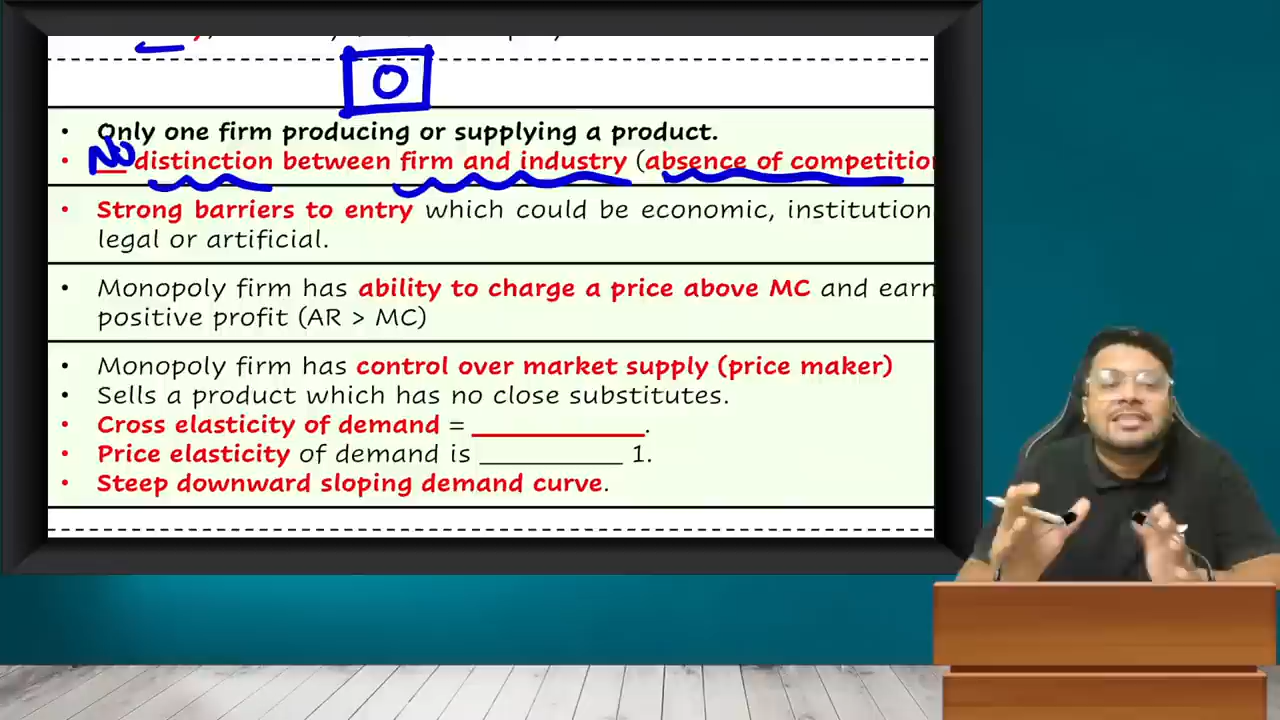 O
• Only one firm producing or supplying a product.
• No distinction between firm and industry (absence of competition
• Strong barriers to entry which could be economic, institution
legal or artificial.
• Monopoly firm has ability to charge a price above MC and earn
positive profit (AR > MC)
• Monopoly firm has control over market supply (price maker)
• Sells a product which has no close substitutes.
• Cross elasticity of demand = ____________.
• Price elasticity of demand is __________ 1.
• Steep downward sloping demand curve.